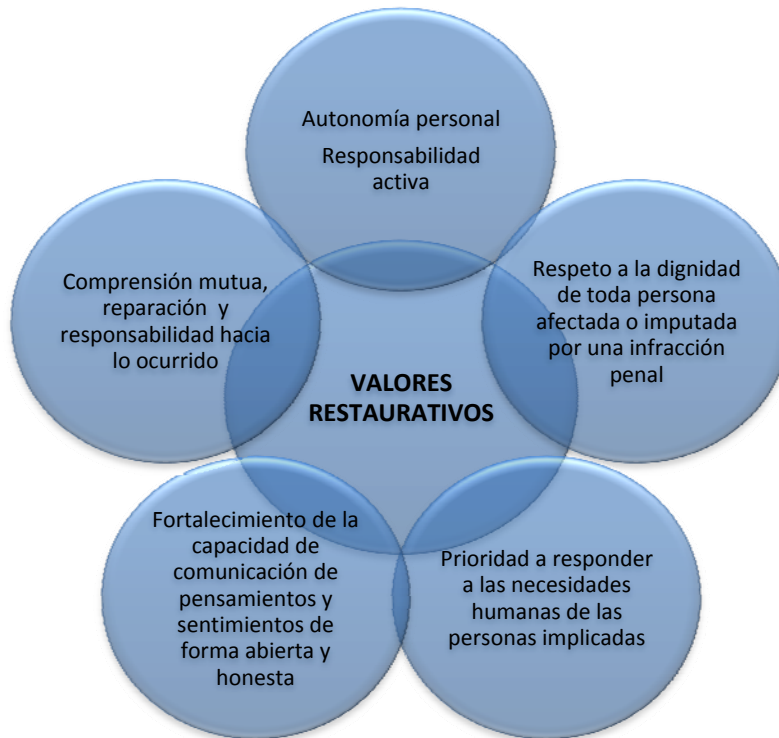 Autonomía personal
Responsabilidad
activa
Respeto a la dignidad
de toda persona
afectada o imputada
por una infracción
penal
Prioridad a responder
a las necesidades
humanas de las
personas implicadas
Fortalecimiento de la
capacidad de
comunicación de
pensamientos y
sentimientos de
forma abierta y
honesta
Comprensión mutua,
reparación y
responsabilidad hacia
lo ocurrido
VALORES
RESTAURATIVOS